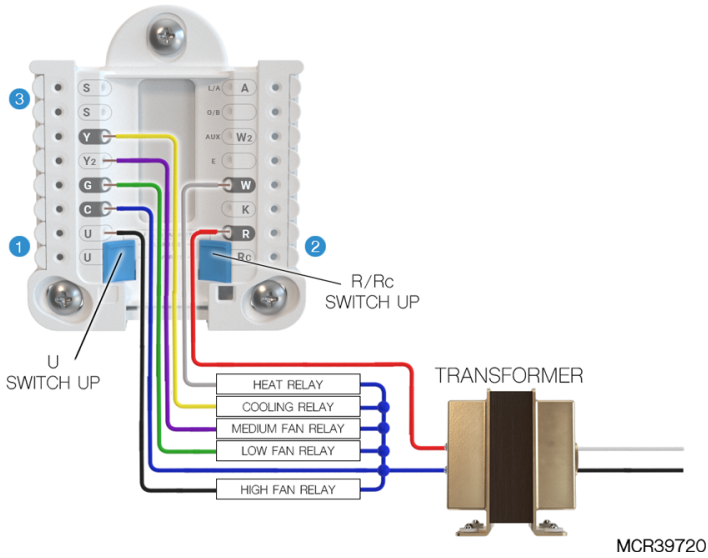 S
S
Y
Y2
G
C
U
U
L/A A
O/B
AUX W2
E
W
K
R
RC
3
1
2
R/Rc
SWITCH UP
U
SWITCH UP
HEAT RELAY
COOLING RELAY
MEDIUM FAN RELAY
LOW FAN RELAY
HIGH FAN RELAY
TRANSFORMER
MCR39720